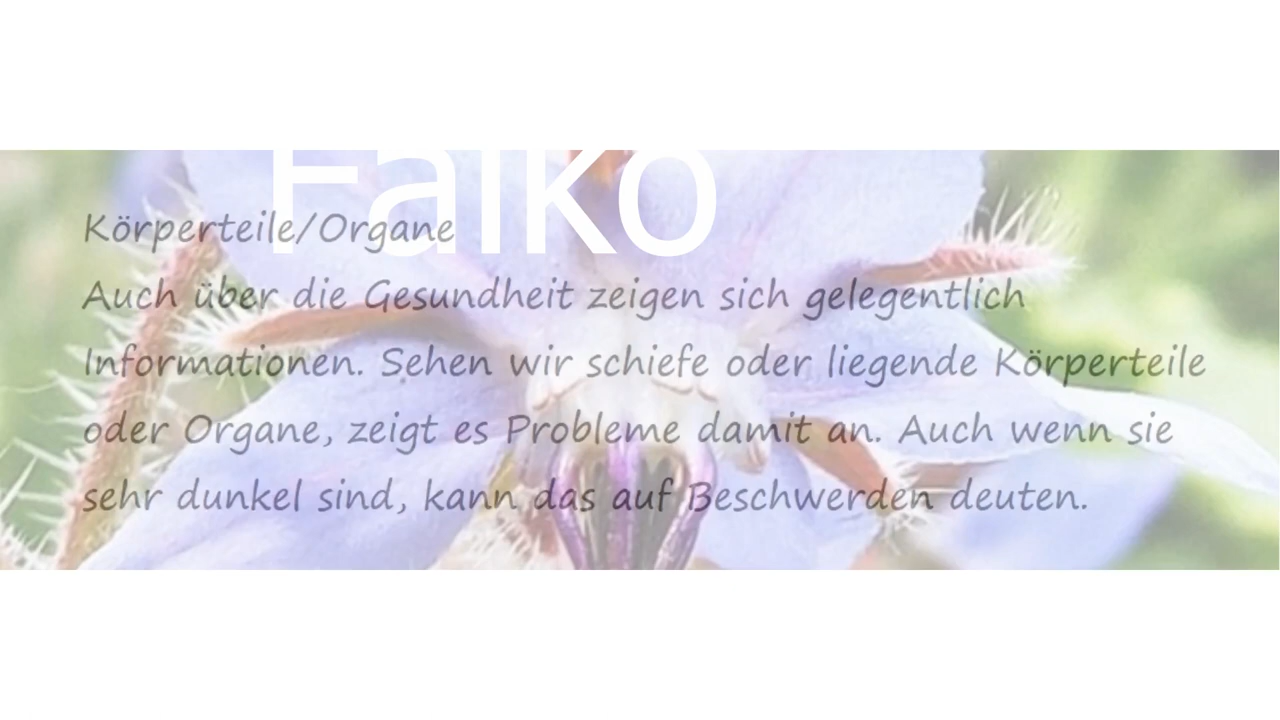 Falko
Körperteile/Organe
Auch über die Gesundheit zeigen sich gelegentlich
Informationen. Sehen wir schiefe oder liegende Körperteile
oder Organe, zeigt es Probleme damit an. Auch wenn sie
sehr dunkel sind, kann das auf Beschwerden deuten.